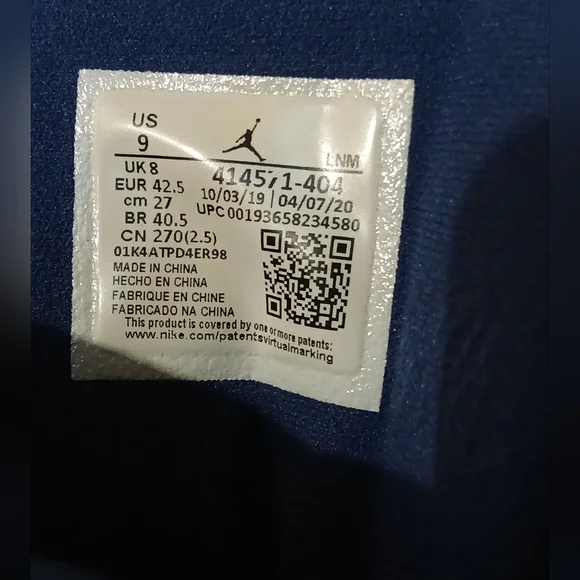 US
9
LNM
UK 8
EUR 42.5
cm 27
BR 40.5
CN 270(2.5)
414571-404
10/03/19 | 04/07/20
UPC 00193658234580
01K4ATPD4ER98
MADE IN CHINA
HECHO EN CHINA
FABRIQUE EN CHINE
FABRICADO NA CHINA
This product is covered by one or more patents:
www.nike.com/patentsvirtualmarking